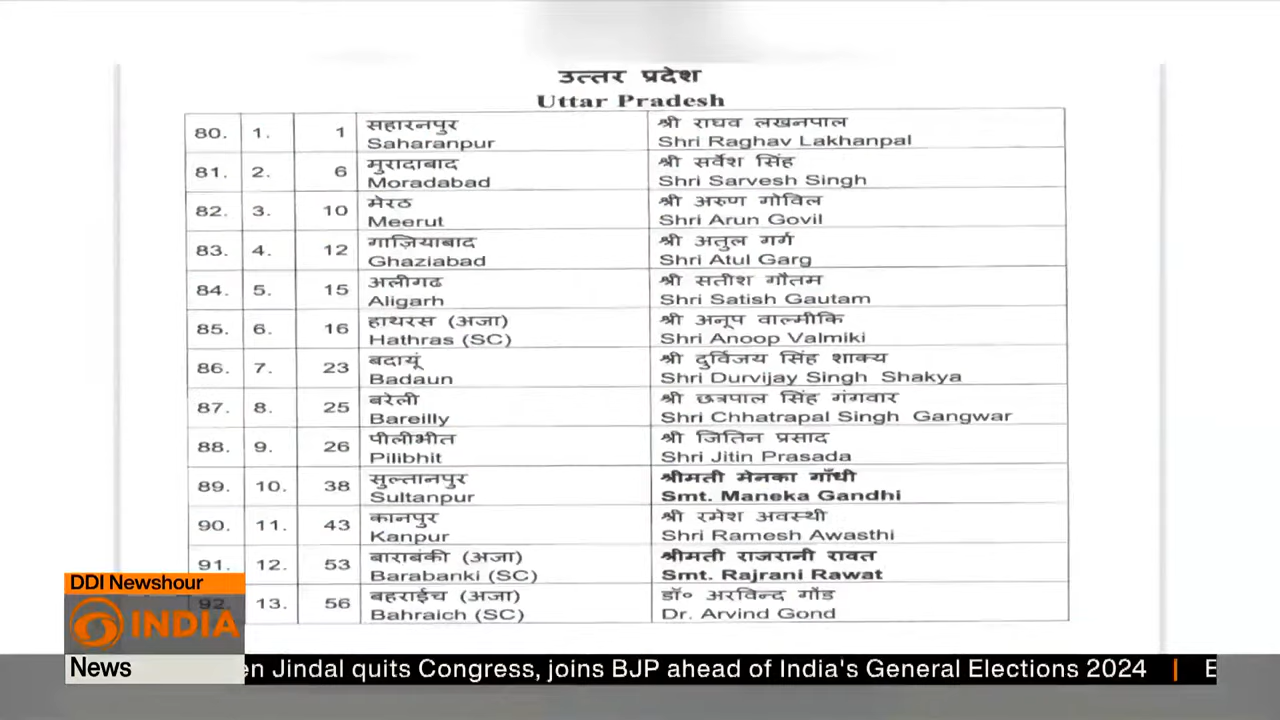 उत्तर प्रदेश
Uttar Pradesh
80. 1. 1 सहारनपुर श्री राघव लखनपाल
Saharanpur Shri Raghav Lakhanpal
81. 2. 6 मुरादाबाद श्री सर्वेश सिंह
Moradabad Shri Sarvesh Singh
82. 3. 10 मेरठ श्री अरुण गोविल
Meerut Shri Arun Govil
83. 4. 12 गाज़ियाबाद श्री अतुल गर्ग
Ghaziabad Shri Atul Garg
84. 5. 15 अलीगढ श्री सतीश गौतम
Aligarh Shri Satish Gautam
85. 6. 16 हाथरस (अजा) श्री अनूप वाल्मीकि
Hathras (SC) Shri Anoop Valmiki
86. 7. 23 बदायूं श्री दुर्विजय सिंह शाक्य
Badaun Shri Durvijay Singh Shakya
87. 8. 25 बरेली श्री छत्रपाल सिंह गंगवार
Bareilly Shri Chhatrapal Singh Gangwar
88. 9. 26 पीलीभीत श्री जितिन प्रसाद
Pilibhit Shri Jitin Prasada
89. 10. 38 सुल्तानपुर श्रीमती मेनका गाँधी
Sultanpur Smt. Maneka Gandhi
90. 11. 43 कानपुर श्री रमेश अवस्थी
Kanpur Shri Ramesh Awasthi
91. 12. 53 बाराबंकी (अजा) श्रीमती राजरानी रावत
Barabanki (SC) Smt. Rajrani Rawat
92. 13. 56 बहराईच (अजा) डॉ० अरविन्द गोंड
Bahraich (SC) Dr. Arvind Gond
DDI Newshour
INDIA
News
en Jindal quits Congress, joins BJP ahead of India's General Elections 2024 | E